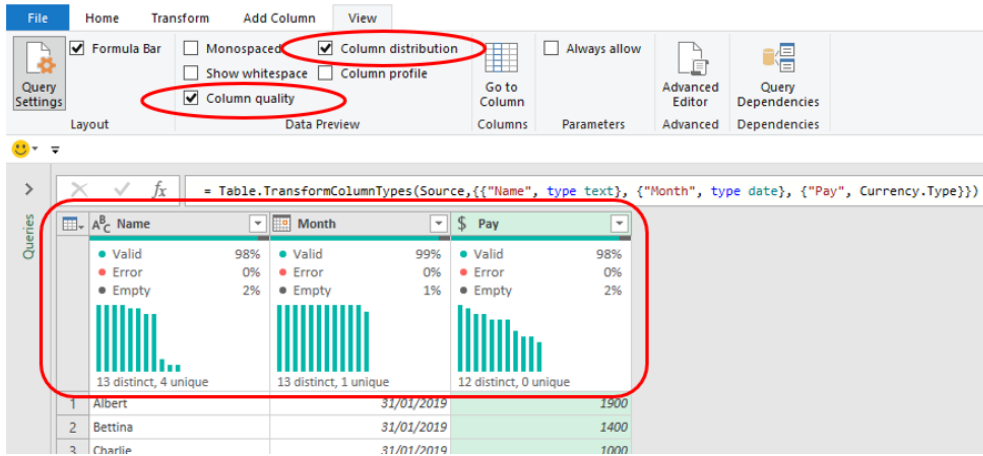 File Home Transform Add Column View
Formula Bar Monospaced Column distribution Always allow
Show whitespace Column profile
Query Settings Column quality Go to Column Advanced Editor Query Dependencies
Layout Data Preview Columns Parameters Advanced Dependencies
fx = Table.TransformColumnTypes(Source,{{"Name", type text}, {"Month", type date}, {"Pay", Currency.Type}})
Queries
ABC Name Month $ Pay
Valid 98% Valid 99% Valid 98%
Error 0% Error 0% Error 0%
Empty 2% Empty 1% Empty 2%
13 distinct, 4 unique 13 distinct, 1 unique 12 distinct, 0 unique
1 Albert 31/01/2019 1900
2 Bettina 31/01/2019 1400
3 Charlie 31/01/2019 1000